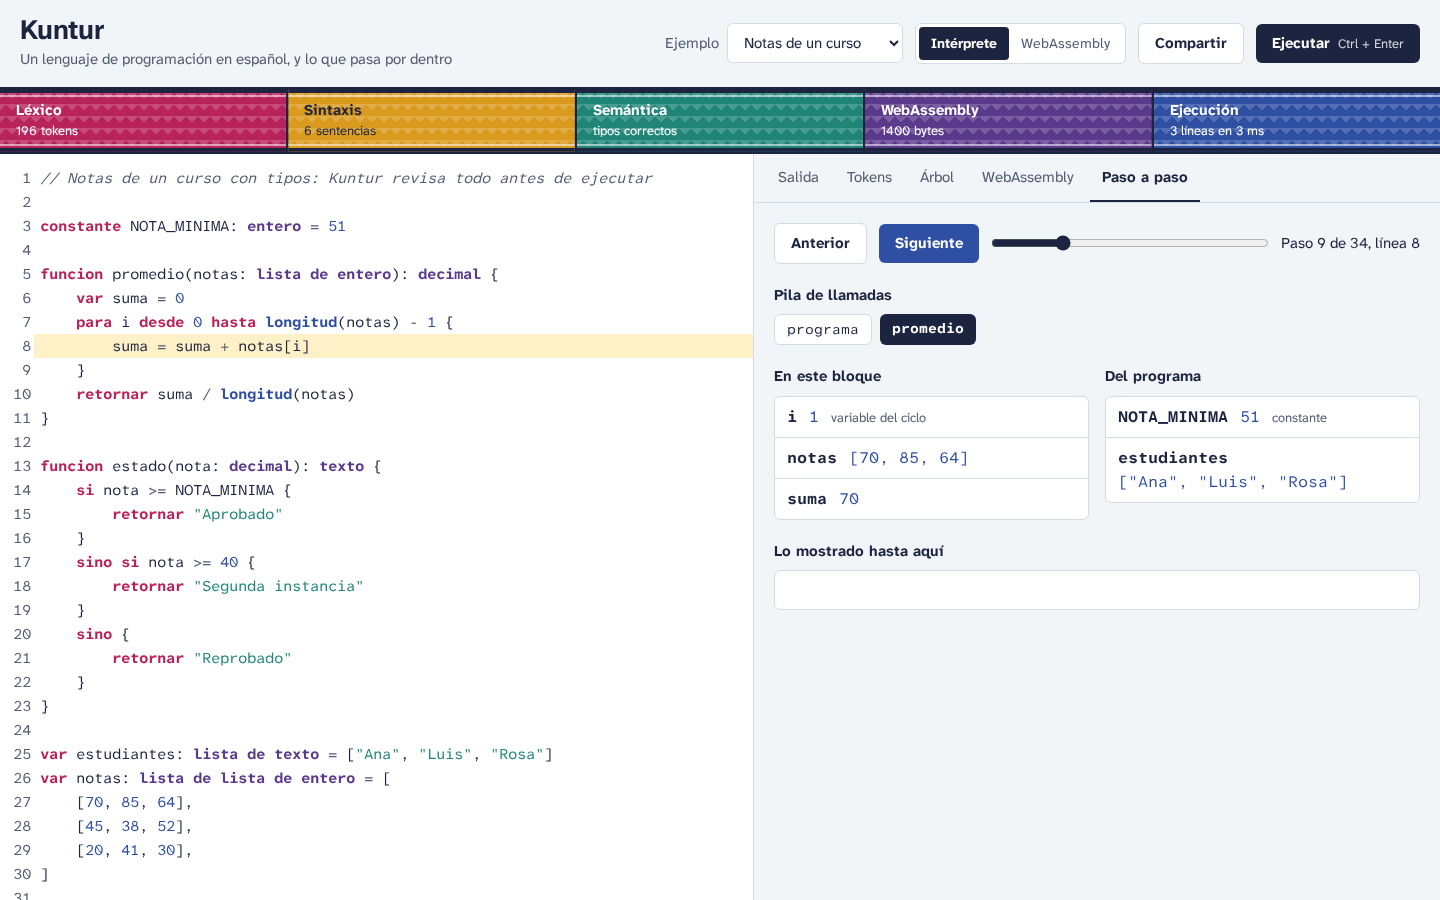 Kuntur
Un lenguaje de programación en español, y lo que pasa por dentro
Ejemplo Notas de un curso Intérprete WebAssembly Compartir Ejecutar Ctrl + Enter
Léxico
196 tokens
Sintaxis
6 sentencias
Semántica
tipos correctos
WebAssembly
1400 bytes
Ejecución
3 líneas en 3 ms
1 // Notas de un curso con tipos: Kuntur revisa todo antes de ejecutar
2
3 constante NOTA_MINIMA: entero = 51
4
5 funcion promedio(notas: lista de entero): decimal {
6     var suma = 0
7     para i desde 0 hasta longitud(notas) - 1 {
8         suma = suma + notas[i]
9     }
10     retornar suma / longitud(notas)
11 }
12
13 funcion estado(nota: decimal): texto {
14     si nota >= NOTA_MINIMA {
15         retornar "Aprobado"
16     }
17     sino si nota >= 40 {
18         retornar "Segunda instancia"
19     }
20     sino {
21         retornar "Reprobado"
22     }
23 }
24
25 var estudiantes: lista de texto = ["Ana", "Luis", "Rosa"]
26 var notas: lista de lista de entero = [
27     [70, 85, 64],
28     [45, 38, 52],
29     [20, 41, 30],
30 ]
31
Salida Tokens Árbol WebAssembly Paso a paso
Anterior Siguiente Paso 9 de 34, línea 8
Pila de llamadas
programa promedio
En este bloque
i 1 variable del ciclo
notas [70, 85, 64]
suma 70
Del programa
NOTA_MINIMA 51 constante
estudiantes
["Ana", "Luis", "Rosa"]
Lo mostrado hasta aquí